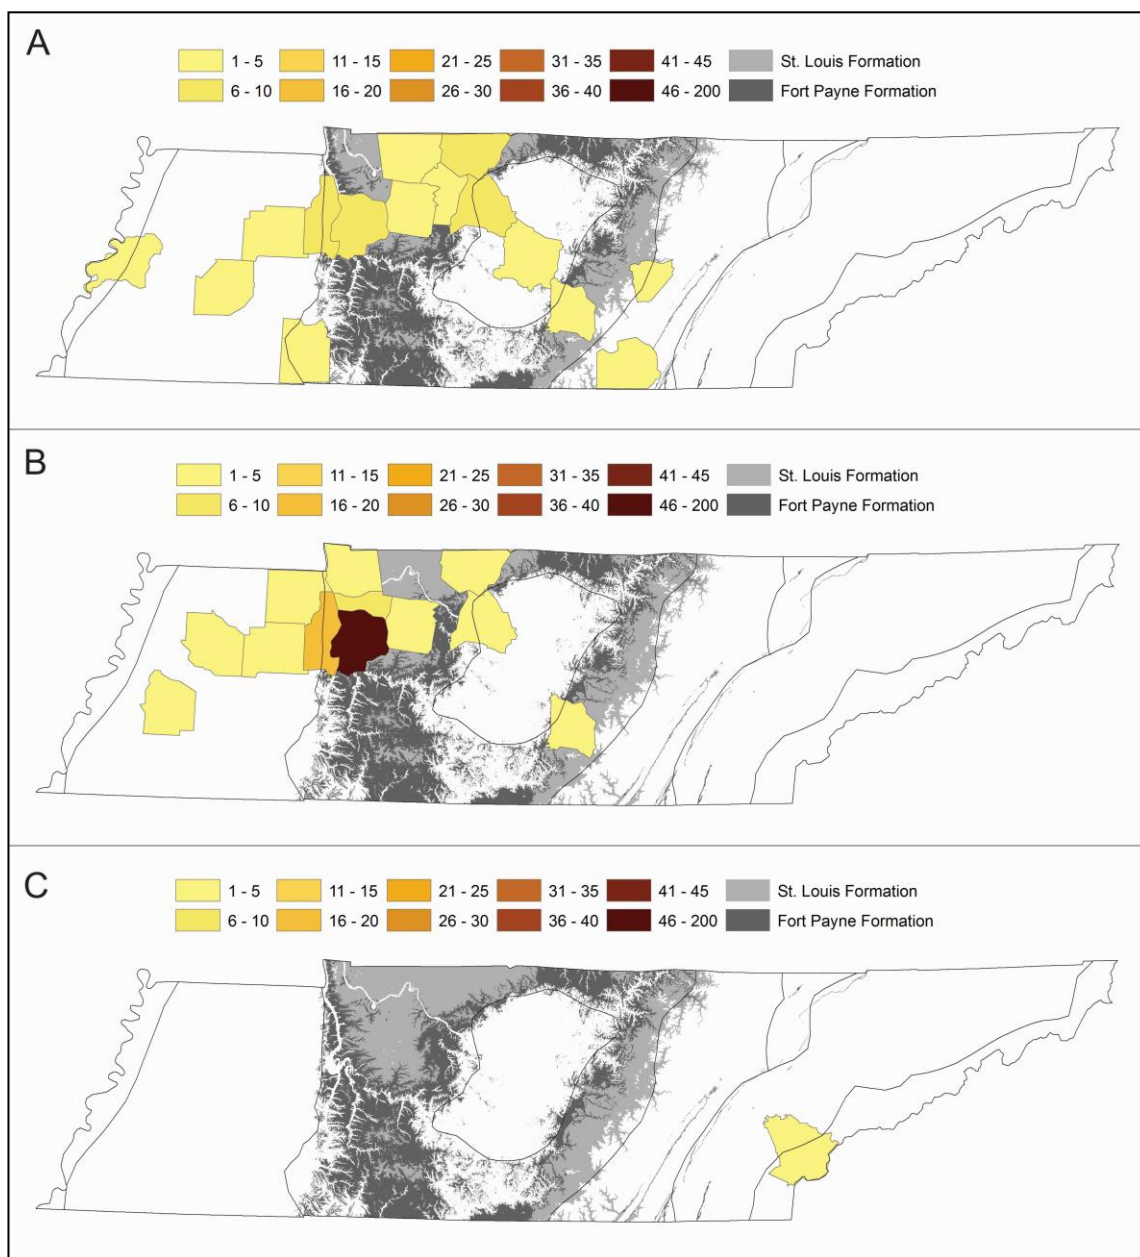 A
1 - 5 11 - 15 21 - 25 31 - 35 41 - 45 St. Louis Formation
6 - 10 16 - 20 26 - 30 36 - 40 46 - 200 Fort Payne Formation
B
1 - 5 11 - 15 21 - 25 31 - 35 41 - 45 St. Louis Formation
6 - 10 16 - 20 26 - 30 36 - 40 46 - 200 Fort Payne Formation
C
1 - 5 11 - 15 21 - 25 31 - 35 41 - 45 St. Louis Formation
6 - 10 16 - 20 26 - 30 36 - 40 46 - 200 Fort Payne Formation